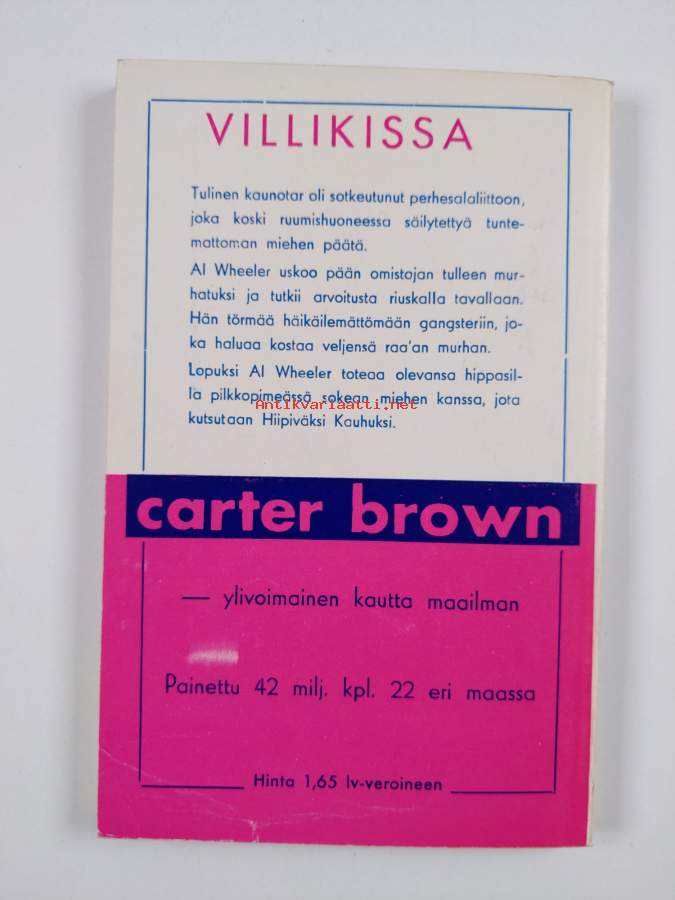 VILLIKISSA
Tulinen kaunotar oli sotkeutunut perhesalaliittoon,
joka koski ruumishuoneessa säilytettyä tunte-
mattoman miehen päätä.
Al Wheeler uskoo pään omistajan tulleen mur-
hatuksi ja tutkii arvoitusta riuskalla tavallaan.
Hän törmää häikäilemättömään gangsteriin, jo-
ka haluaa kostaa veljensä raa'an murhan.
Lopuksi Al Wheeler toteaa olevansa hippasil-
la pilkkopimeässä sokean miehen kanssa, jota
Antikvariaatti.net
kutsutaan Hiipiväksi Kauhuksi.
carter brown
— ylivoimainen kautta maailman
Painettu 42 milj. kpl. 22 eri maassa
Hinta 1,65 lv-veroineen